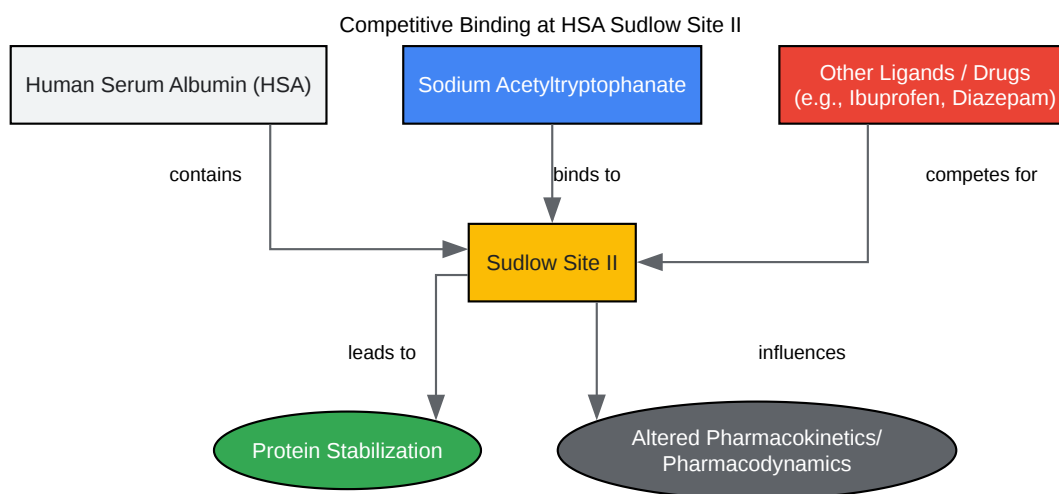 Competitive Binding at HSA Sudlow Site II
Human Serum Albumin (HSA)
Sodium Acetyltryptophanate
Other Ligands / Drugs
(e.g., Ibuprofen, Diazepam)
contains
binds to
competes for
Sudlow Site II
leads to
influences
Protein Stabilization
Altered Pharmacokinetics/
Pharmacodynamics